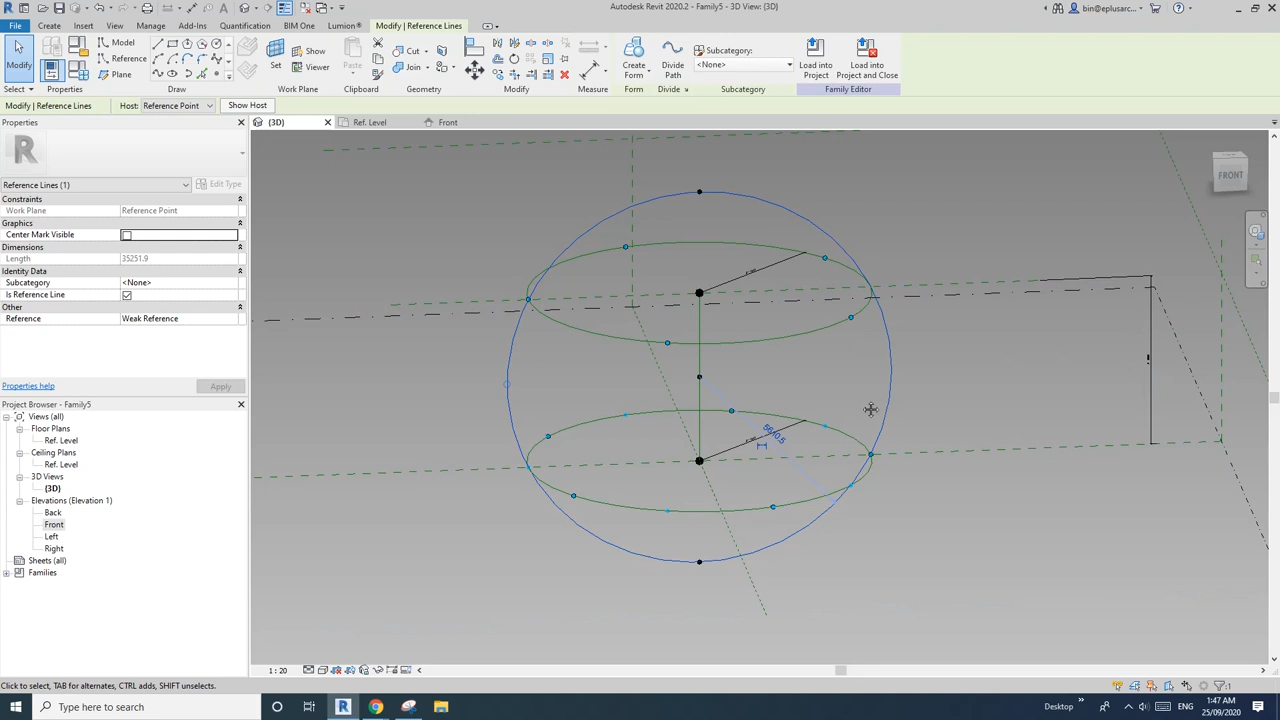 Autodesk Revit 2020.2 - Family5 - 3D View: {3D}
bin@eplusarc...
File Create Insert View Manage Add-Ins Quantification BIM One Lumion® Modify | Reference Lines
Modify
Model
Reference
Plane
Set
Show
Viewer
Paste
Cut
Join
Create
Form
Divide
Path
Subcategory:
<None>
Load into
Project
Load into
Project and Close
Select Properties Draw Work Plane Clipboard Geometry Modify Measure Form Divide Subcategory Family Editor
Modify | Reference Lines Host: Reference Point Show Host
Properties
{3D} Ref. Level Front
R
Reference Lines (1) Edit Type
Constraints
Work Plane Reference Point
Graphics
Center Mark Visible
Dimensions
Length 35251.9
Identity Data
Subcategory <None>
Is Reference Line
Other
Reference Weak Reference
Properties help Apply
Project Browser - Family5
Views (all)
Floor Plans
Ref. Level
Ceiling Plans
Ref. Level
3D Views
{3D}
Elevations (Elevation 1)
Back
Front
Left
Right
Sheets (all)
Families
FRONT
1 : 20
Click to select, TAB for alternates, CTRL adds, SHIFT unselects.
:1
Type here to search
Desktop
ENG
1:47 AM
25/09/2020